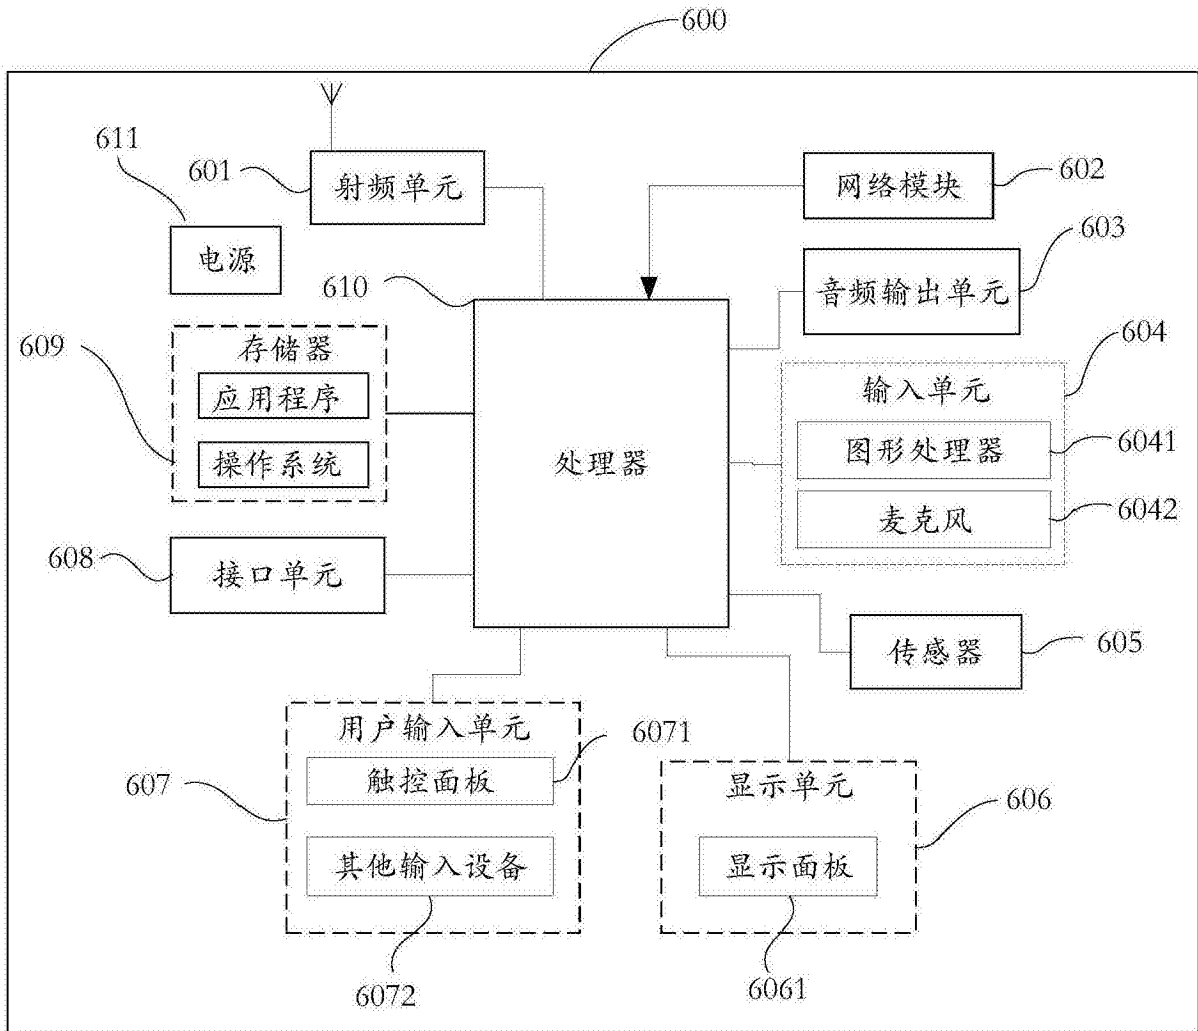 600
611
601
射频单元
网络模块
602
电源
610
音频输出单元
603
609
存储器
应用程序
操作系统
处理器
604
输入单元
图形处理器
6041
麦克风
6042
608
接口单元
传感器
605
607
用户输入单元
6071
触控面板
其他输入设备
6072
显示单元
606
显示面板
6061